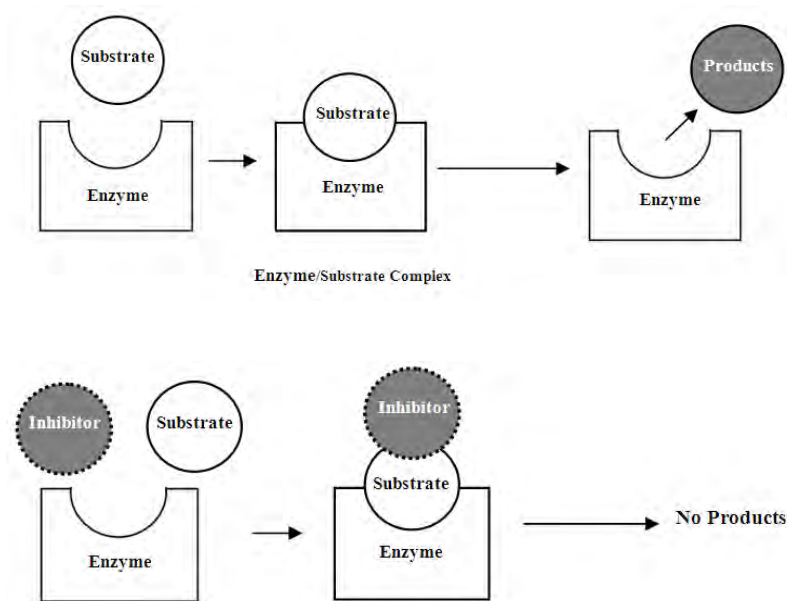 Substrate
Products
Substrate
Enzyme
Enzyme
Enzyme
Enzyme/Substrate Complex
Inhibitor
Inhibitor
Substrate
Substrate
No Products
Enzyme
Enzyme